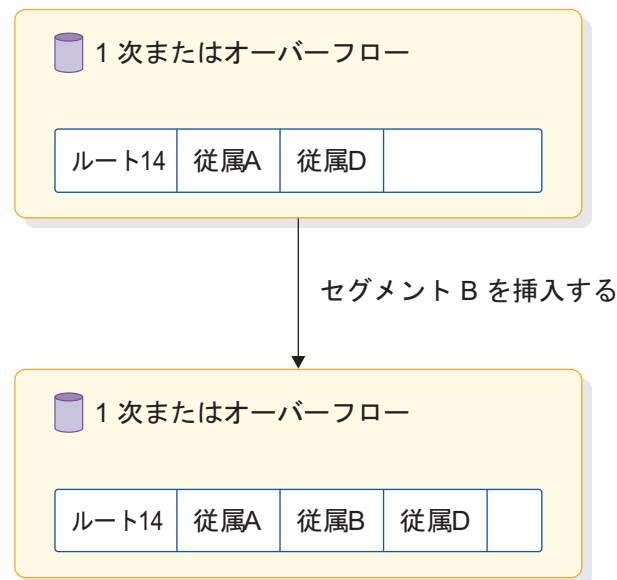 1 次またはオーバーフロー
ルート14 従属A 従属D
セグメント B を挿入する
1 次またはオーバーフロー
ルート14 従属A 従属B 従属D